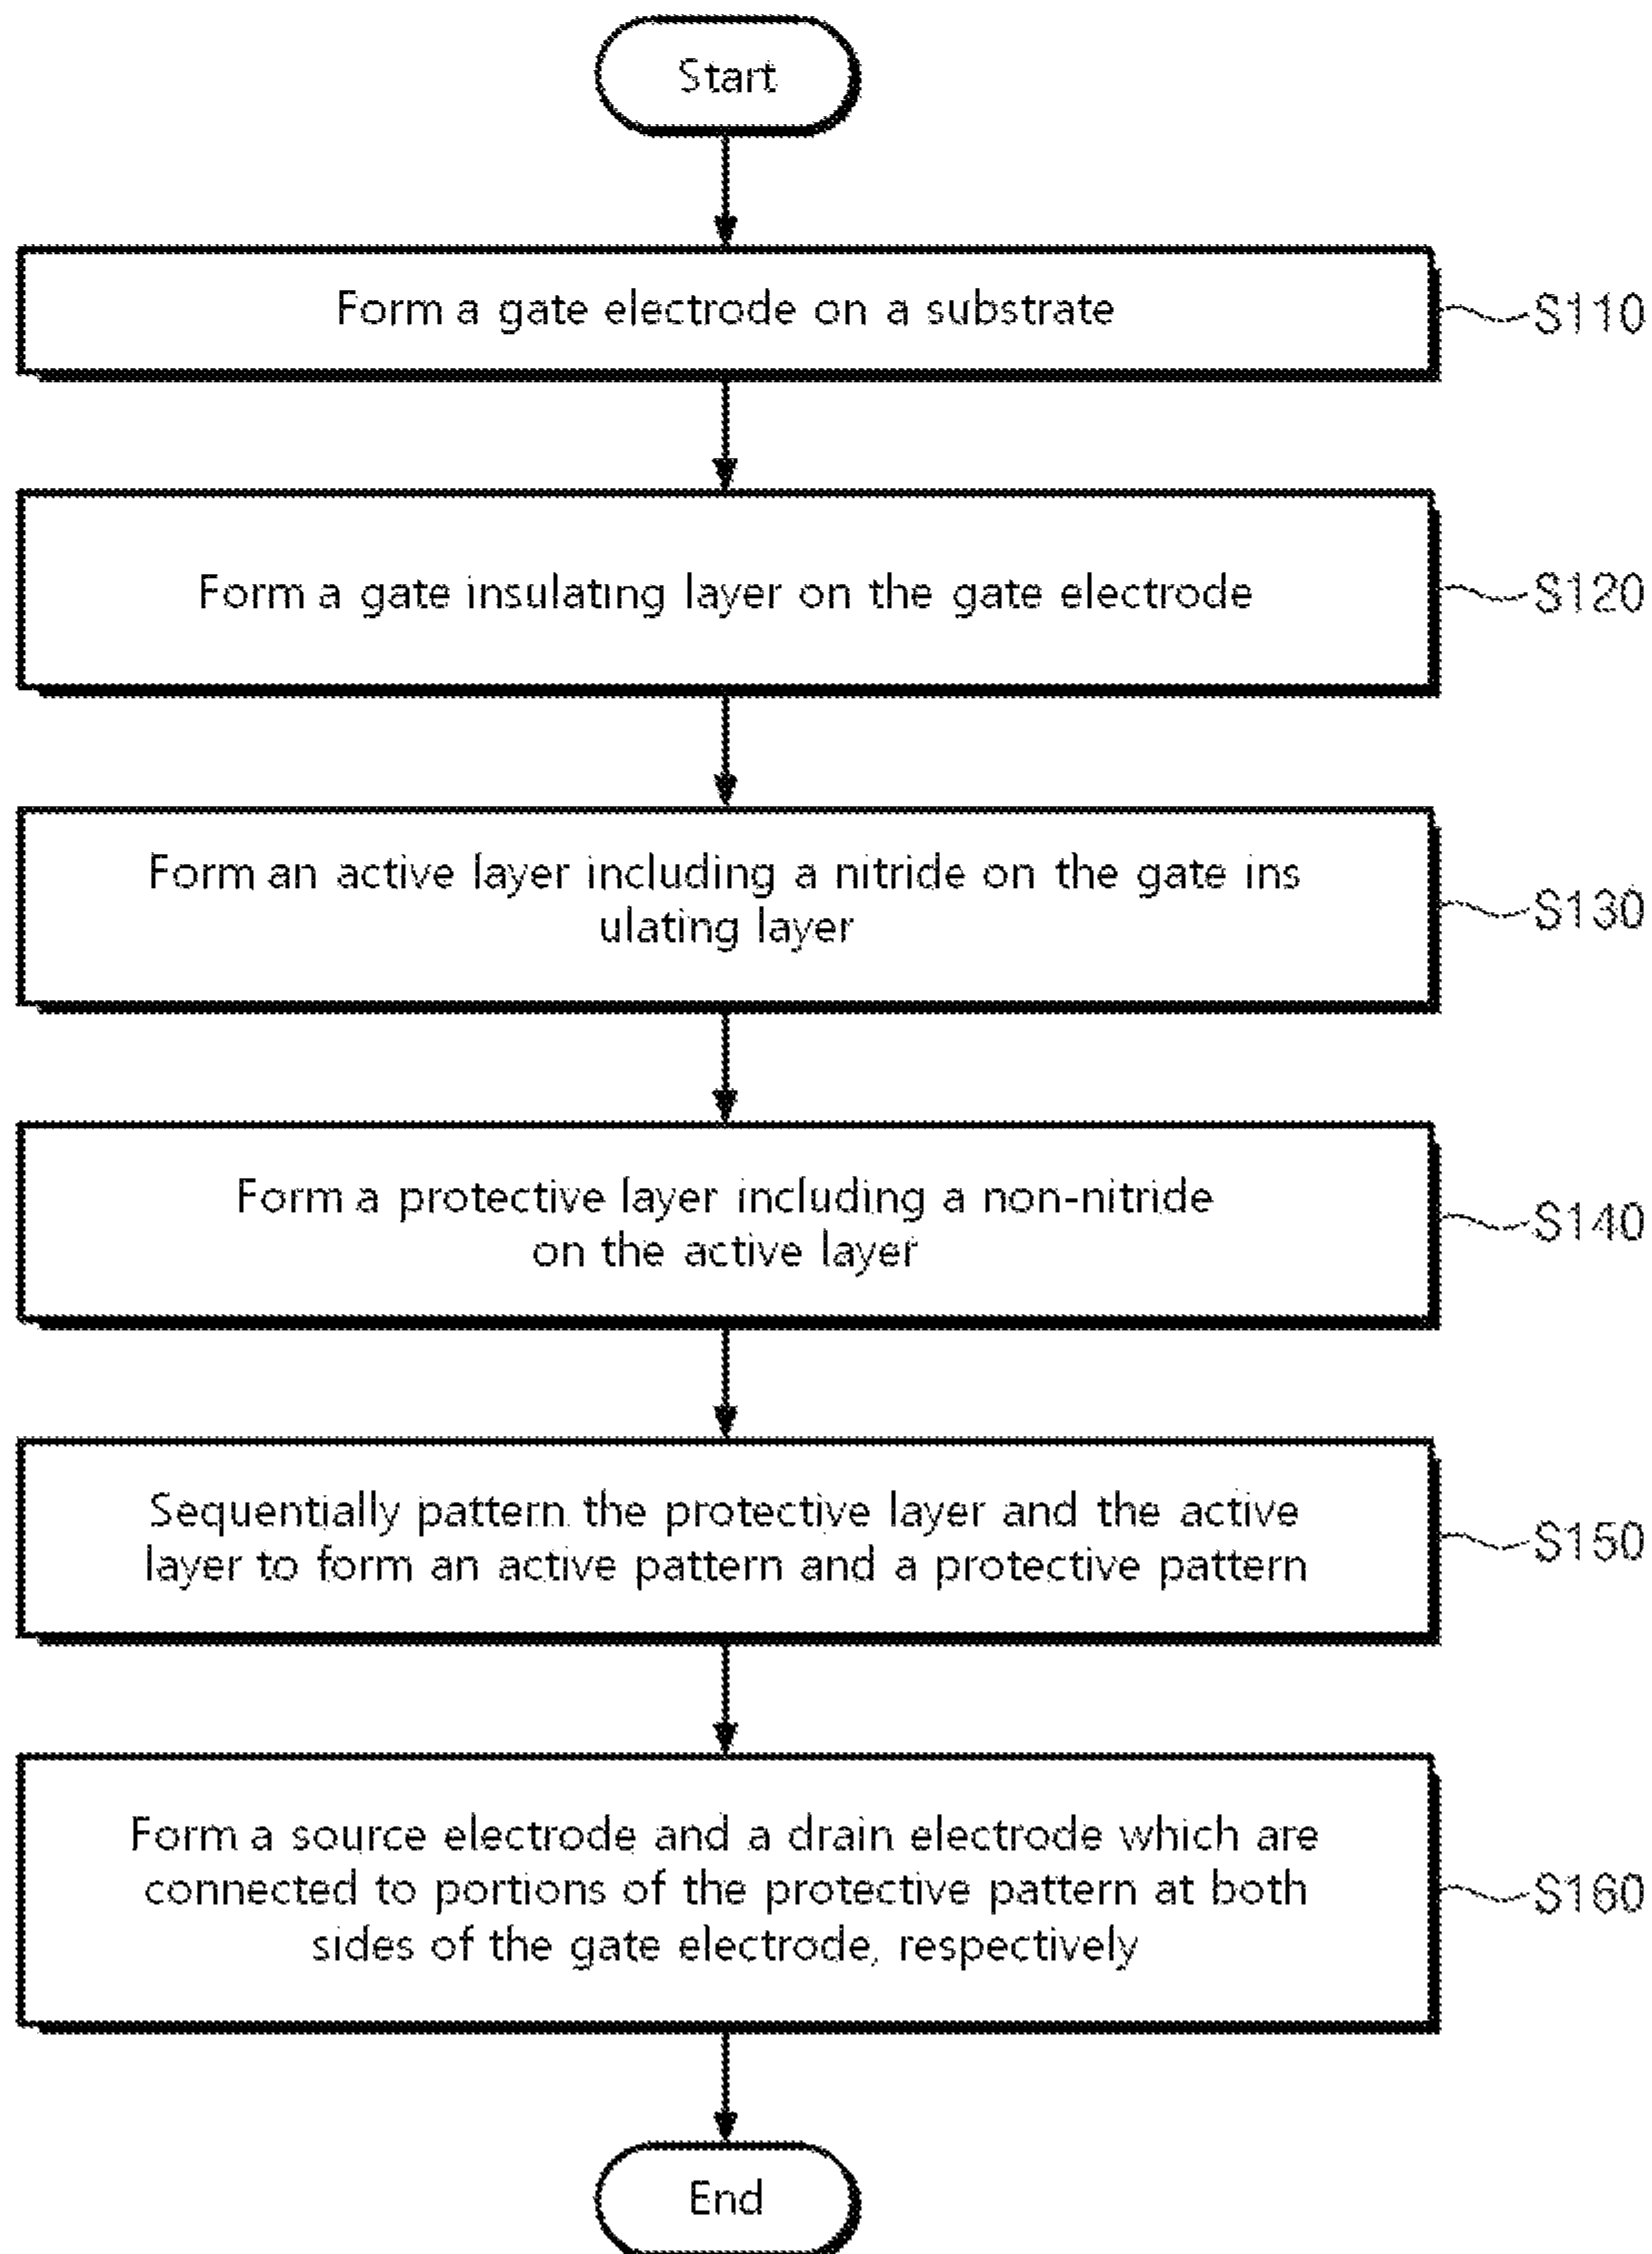 Start
Form a gate electrode on a substrate
S110
Form a gate insulating layer on the gate electrode
S120
Form an active layer including a nitride on the gate ins
ulating layer
S130
Form a protective layer including a non-nitride
on the active layer
S140
Sequentially pattern the protective layer and the active
layer to form an active pattern and a protective pattern
S150
Form a source electrode and a drain electrode which are
connected to portions of the protective pattern at both
sides of the gate electrode, respectively
S160
End